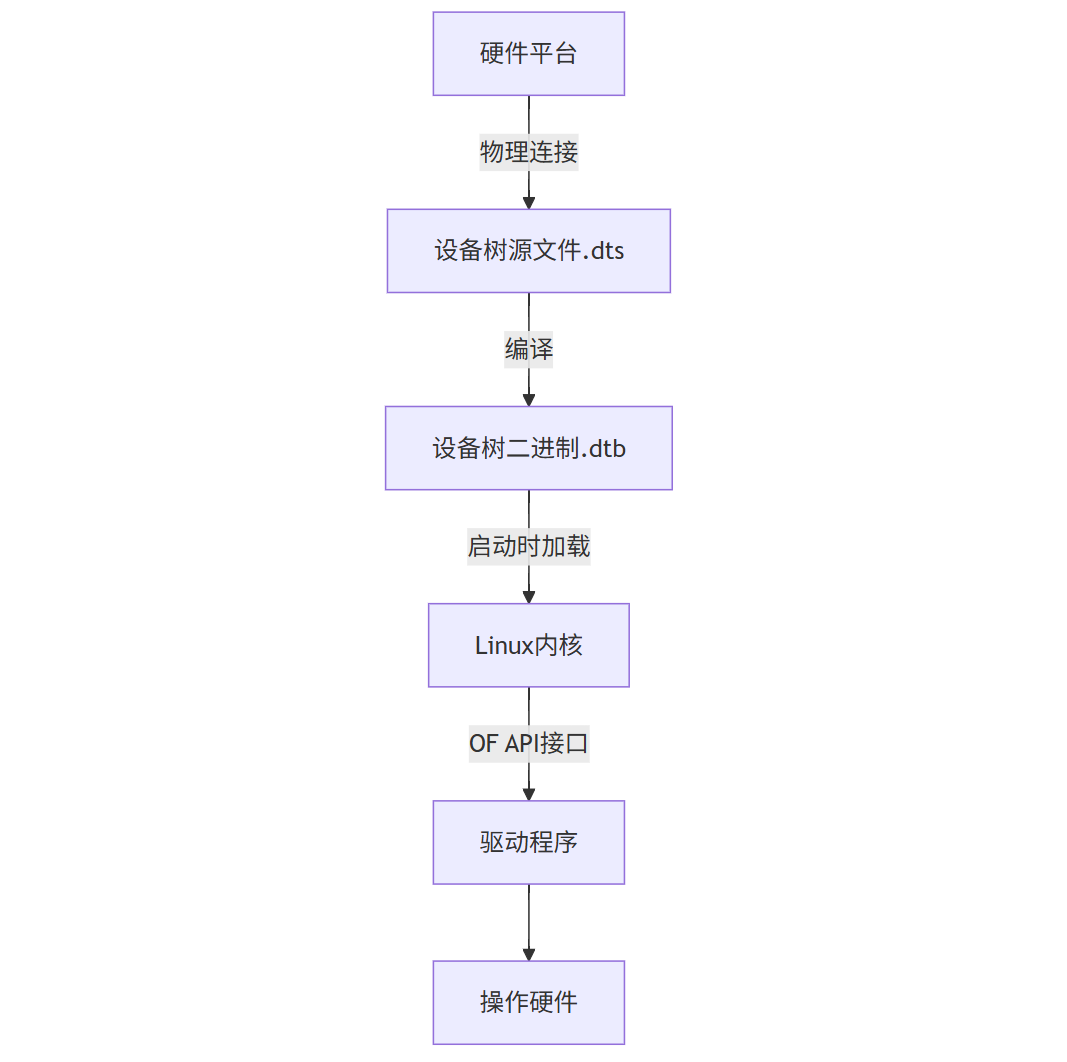 硬件平台
物理连接
设备树源文件.dts
编译
设备树二进制.dtb
启动时加载
Linux内核
OF API接口
驱动程序
操作硬件